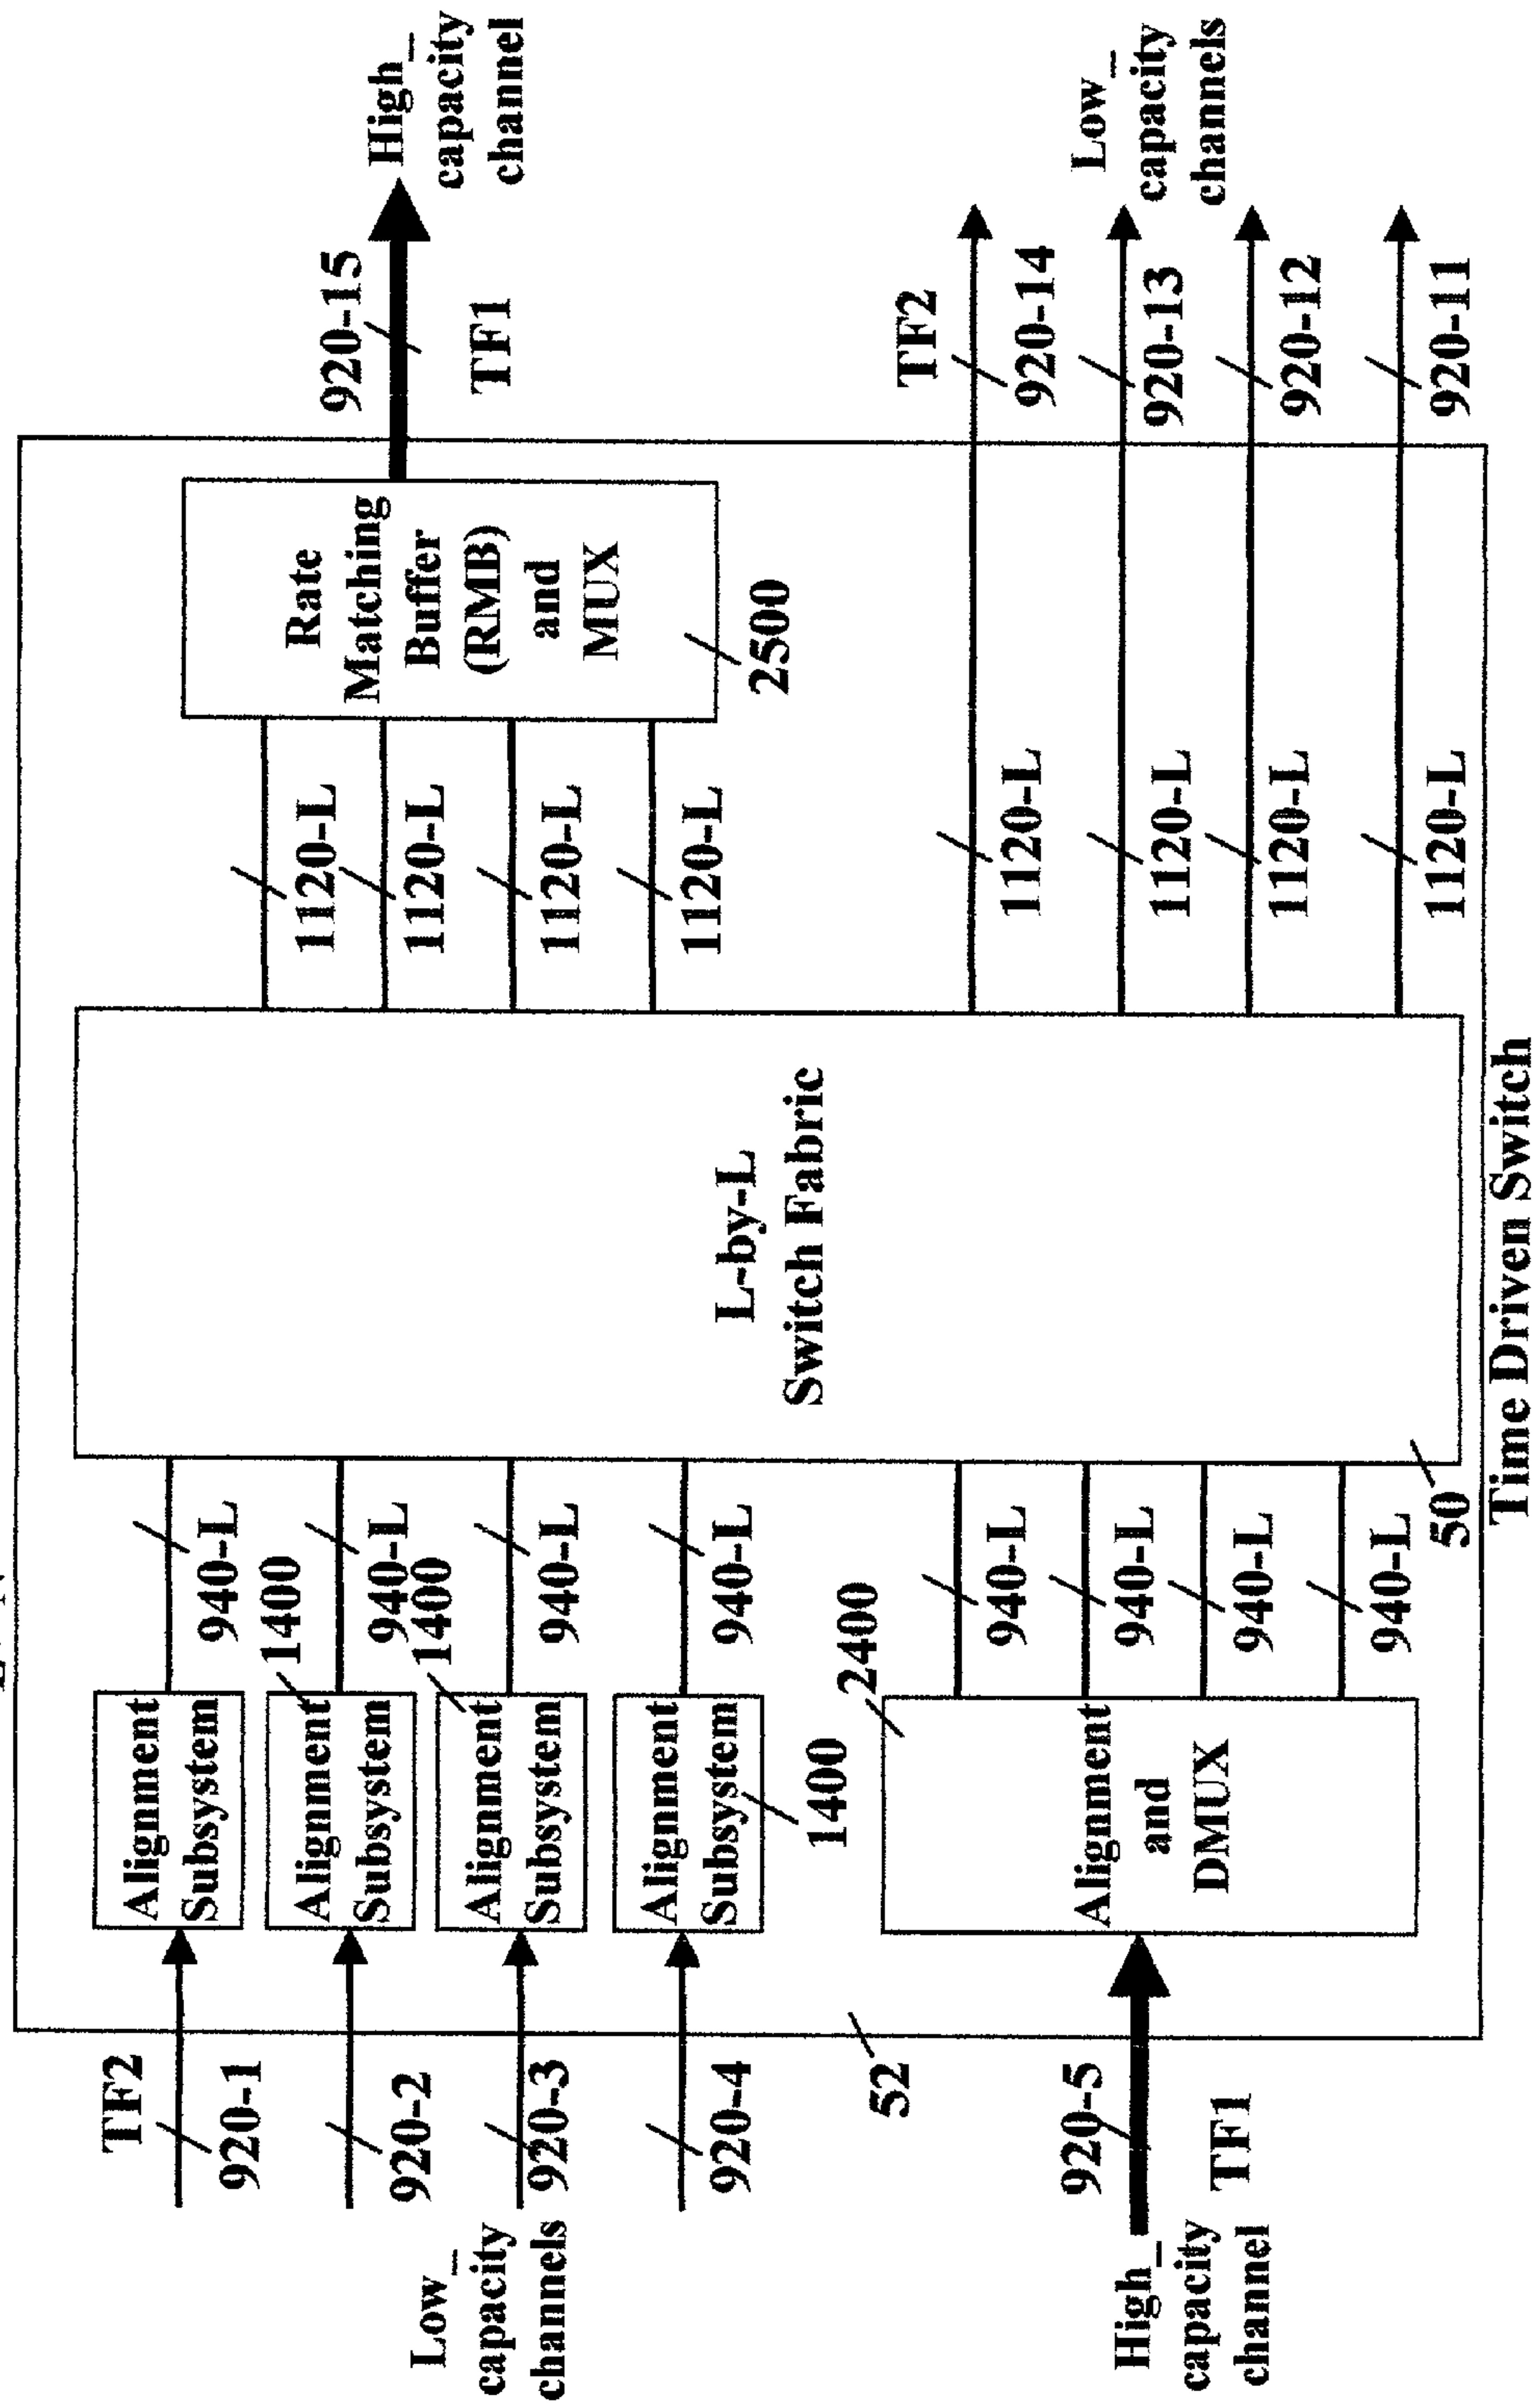 TF2
920-1
920-2
Low_
capacity
channels
920-3
920-4
52
High_
capacity
channel
920-5
TF1
Alignment
Subsystem
Alignment
Subsystem
1400
Alignment
Subsystem
1400
Alignment
Subsystem
1400
Alignment
and
DMUX
2400
940-L
940-L
940-L
940-L
940-L
940-L
940-L
940-L
L-by-L
Switch Fabric
50
Time Driven Switch
1120-L
1120-L
1120-L
1120-L
1120-L
1120-L
1120-L
1120-L
Rate
Matching
Buffer
(RMB)
and
MUX
2500
920-15
TF1
High_
capacity
channel
TF2
920-14
920-13
920-12
920-11
Low_
capacity
channels